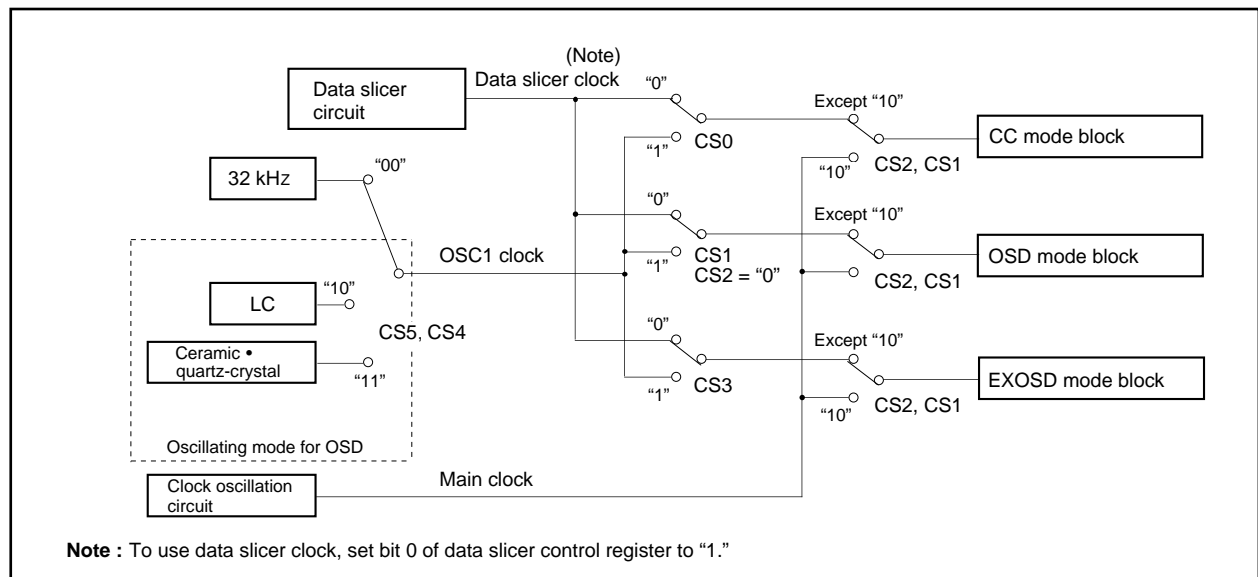 (Note)
Data slicer clock
Data slicer
circuit
“0”
“1”
CS0
Except “10”
“10”
CS2, CS1
CC mode block
32 kHz
“00”
“0”
“1”
CS1
CS2 = “0”
Except “10”
CS2, CS1
OSD mode block
OSC1 clock
LC
“10”
CS5, CS4
Ceramic •
quartz-crystal
“11”
Oscillating mode for OSD
“0”
“1”
CS3
Except “10”
“10”
CS2, CS1
EXOSD mode block
Clock oscillation
circuit
Main clock
Note : To use data slicer clock, set bit 0 of data slicer control register to “1.”